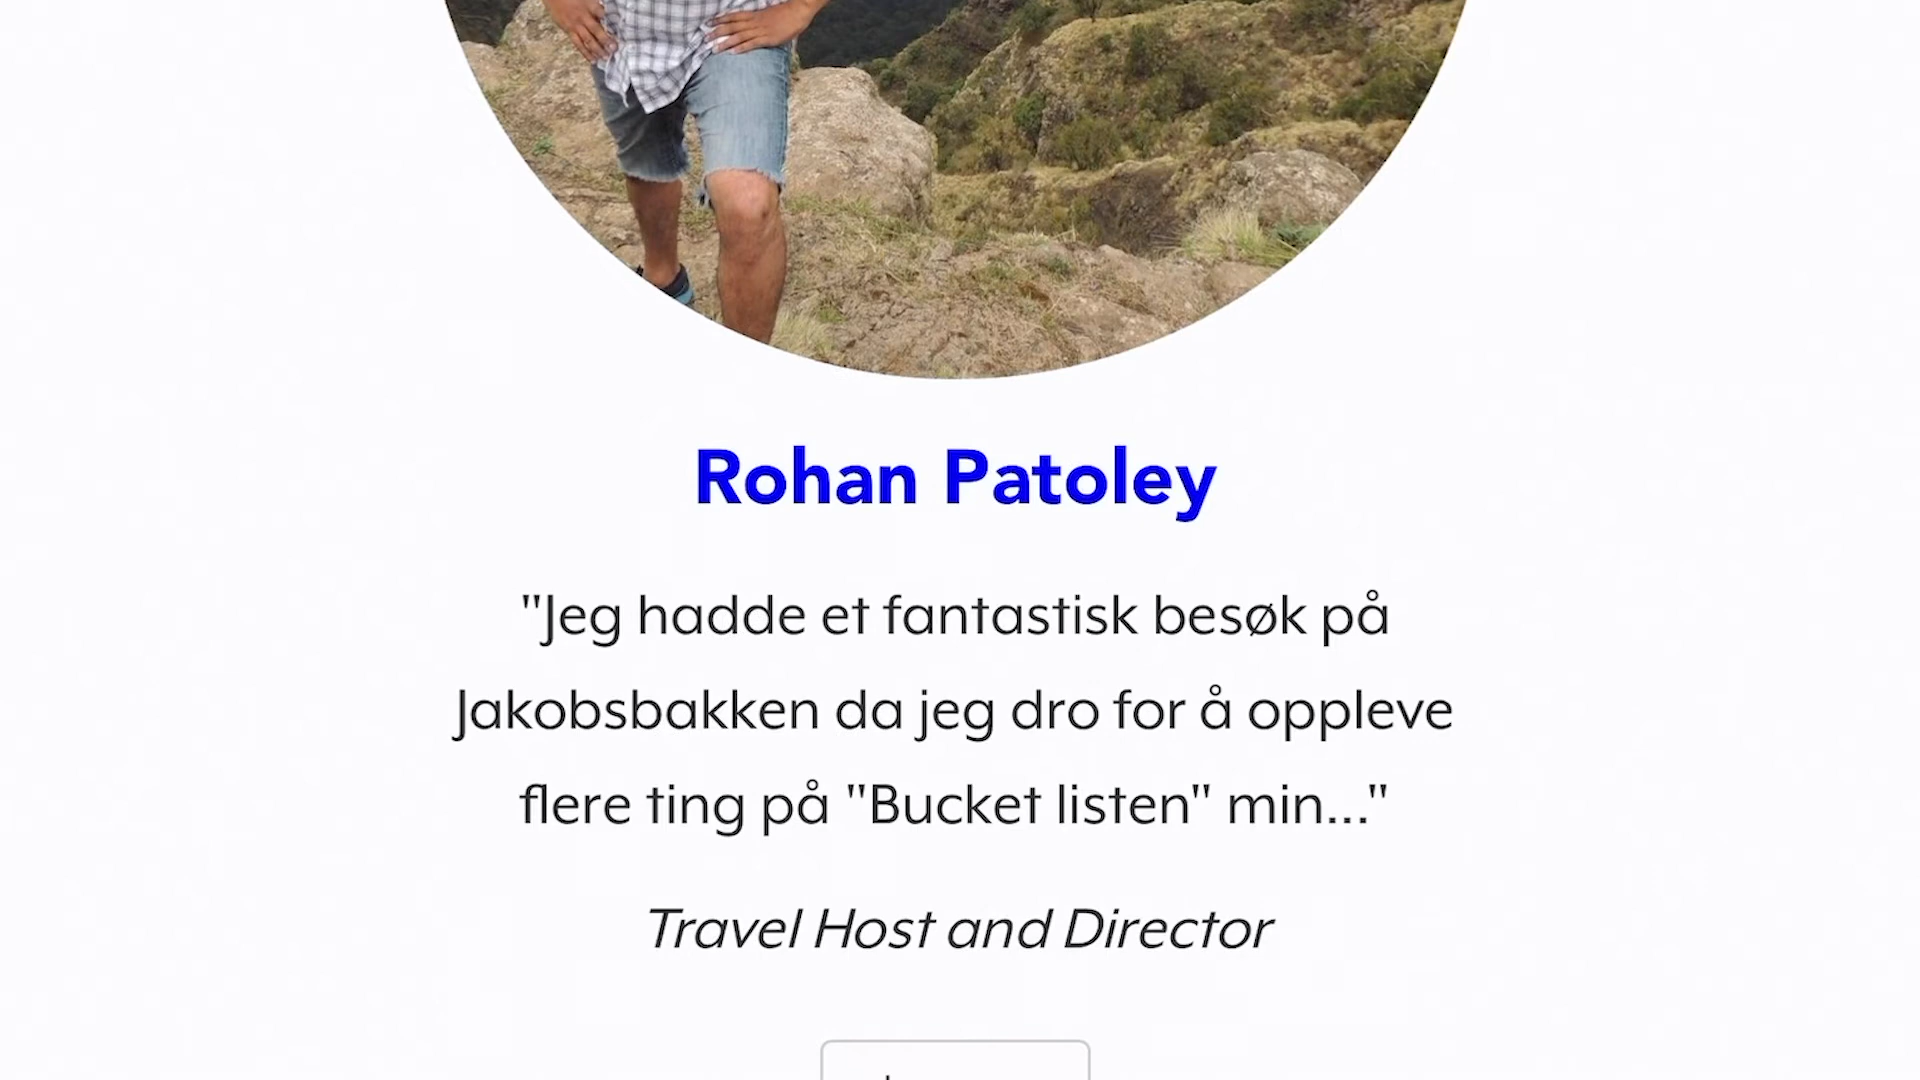 Rohan Patoley
"Jeg hadde et fantastisk besøk på
Jakobsbakken da jeg dro for å oppleve
flere ting på "Bucket listen" min..."
Travel Host and Director